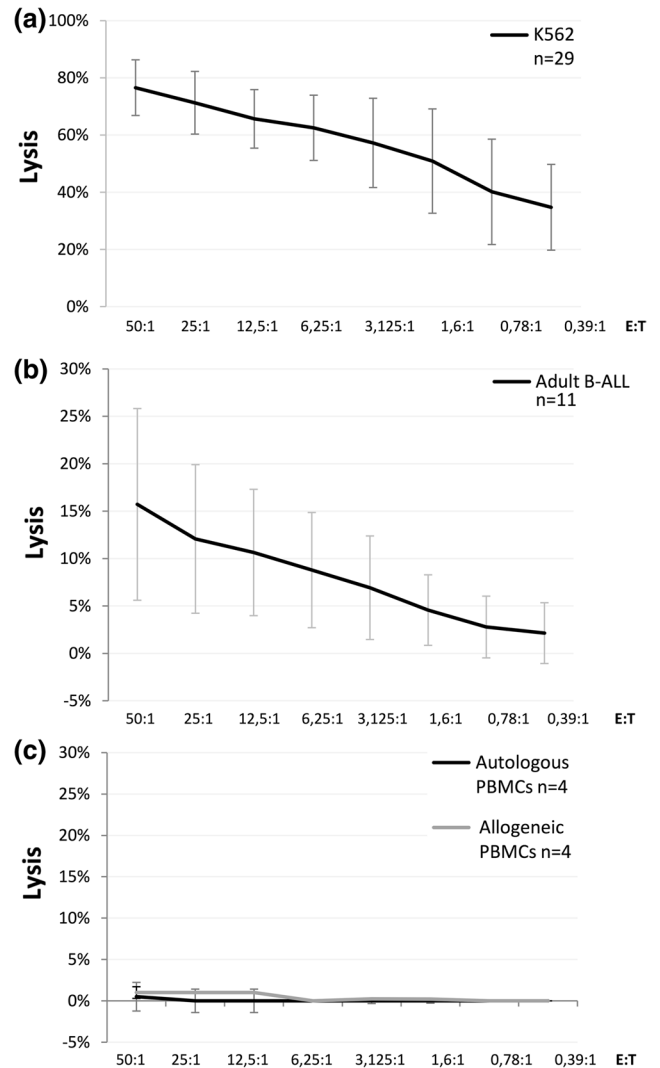 (a)
100%
80%
60%
40%
20%
0%
Lysis
K562
n=29
50:1 25:1 12,5:1 6,25:1 3,125:1 1,6:1 0,78:1 0,39:1 E:T
(b)
30%
25%
20%
15%
10%
5%
0%
-5%
Lysis
Adult B-ALL
n=11
50:1 25:1 12,5:1 6,25:1 3,125:1 1,6:1 0,78:1 0,39:1 E:T
(c)
30%
25%
20%
15%
10%
5%
0%
-5%
Lysis
Autologous
PBMCs n=4
Allogeneic
PBMCs n=4
50:1 25:1 12,5:1 6,25:1 3,125:1 1,6:1 0,78:1 0,39:1 E:T